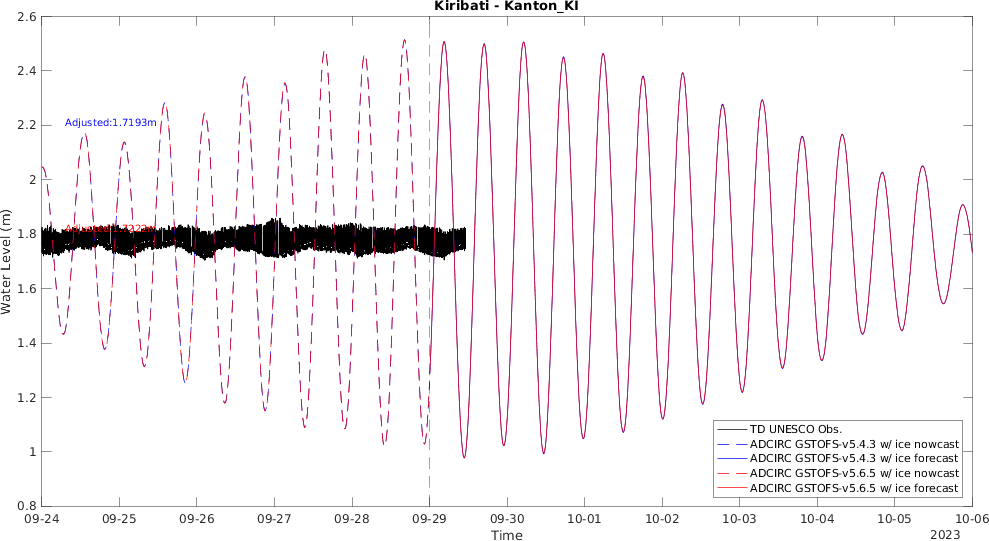 Kiribati - Kanton_KI
2.6
2.4
2.2
2
1.8
1.6
1.4
1.2
1
0.8
Water Level (m)
Adjusted:1.7193m
TD UNESCO Obs.
ADCIRC GSTOFS-v5.4.3 w/ ice nowcast
ADCIRC GSTOFS-v5.4.3 w/ ice forecast
ADCIRC GSTOFS-v5.6.5 w/ ice nowcast
ADCIRC GSTOFS-v5.6.5 w/ ice forecast
09-24
09-25
09-26
09-27
09-28
09-29
09-30
10-01
10-02
10-03
10-04
10-05
10-06
Time
2023